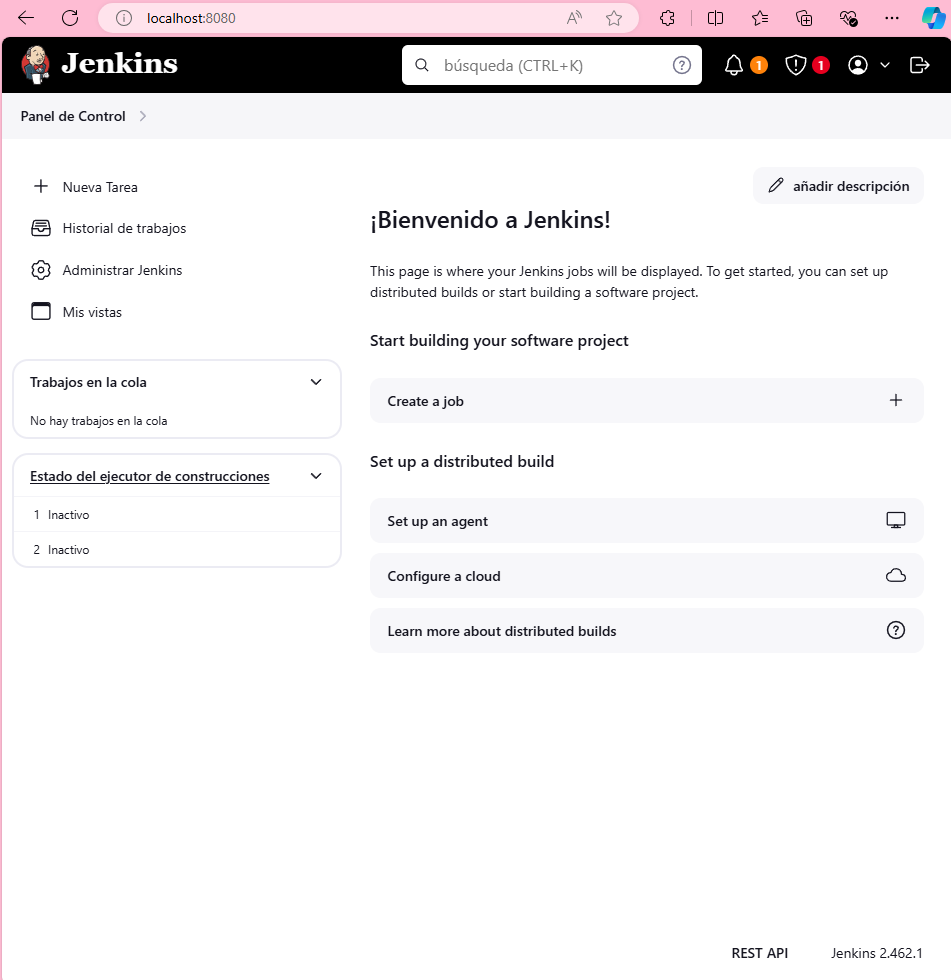 localhost:8080
Jenkins
búsqueda (CTRL+K)
1
1
Panel de Control
Nueva Tarea
Historial de trabajos
Administrar Jenkins
Mis vistas
Trabajos en la cola
No hay trabajos en la cola
Estado del ejecutor de construcciones
1 Inactivo
2 Inactivo
añadir descripción
¡Bienvenido a Jenkins!
This page is where your Jenkins jobs will be displayed. To get started, you can set up
distributed builds or start building a software project.
Start building your software project
Create a job
Set up a distributed build
Set up an agent
Configure a cloud
Learn more about distributed builds
REST API
Jenkins 2.462.1